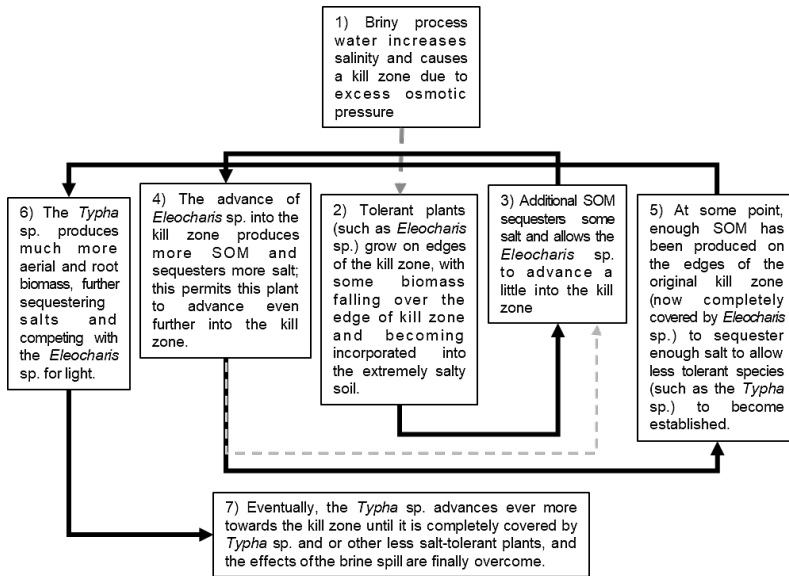 1) Briny process
water increases
salinity and causes
a kill zone due to
excess osmotic
pressure
6) The Typha
sp. produces
much more
aerial and root
biomass, further
sequestering
salts and
competing with
the Eleocharis
sp. for light.
4) The advance of
Eleocharis sp. into the
kill zone produces
more SOM and
sequesters more salt;
this permits this plant
to advance even
further into the kill
zone.
2) Tolerant plants
(such as Eleocharis
sp.) grow on edges
of the kill zone, with
some biomass
falling over the
edge of kill zone
and becoming
incorporated into
the extremely salty
soil.
3) Additional SOM
sequesters some
salt and allows the
Eleocharis sp.
to advance a
little into the kill
zone
5) At some point,
enough SOM has
been produced on
the edges of the
original kill zone
(now completely
covered by Eleocharis
sp.) to sequester
enough salt to allow
less tolerant species
(such as the Typha
sp.) to become
established.
7) Eventually, the Typha sp. advances ever more
towards the kill zone until it is completely covered by
Typha sp. and or other less salt-tolerant plants, and
the effects of the brine spill are finally overcome.